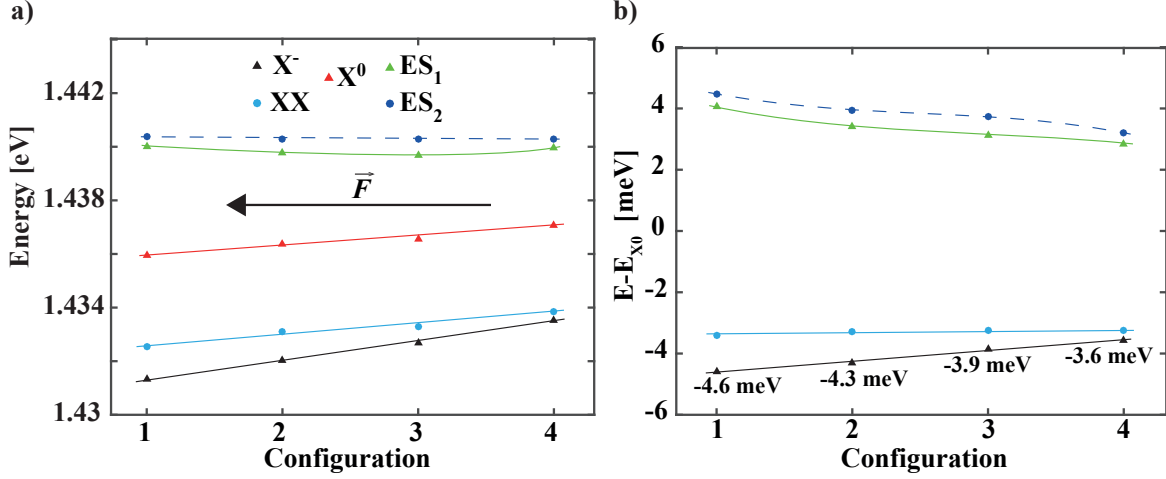 a)
X-
X0
ES1
XX
ES2
1.442
1.438
1.434
1.43
Energy [eV]
F
1
2
3
4
Configuration
b)
6
4
2
0
-2
-4
-6
E-EX0 [meV]
-4.6 meV
-4.3 meV
-3.9 meV
-3.6 meV
1
2
3
4
Configuration